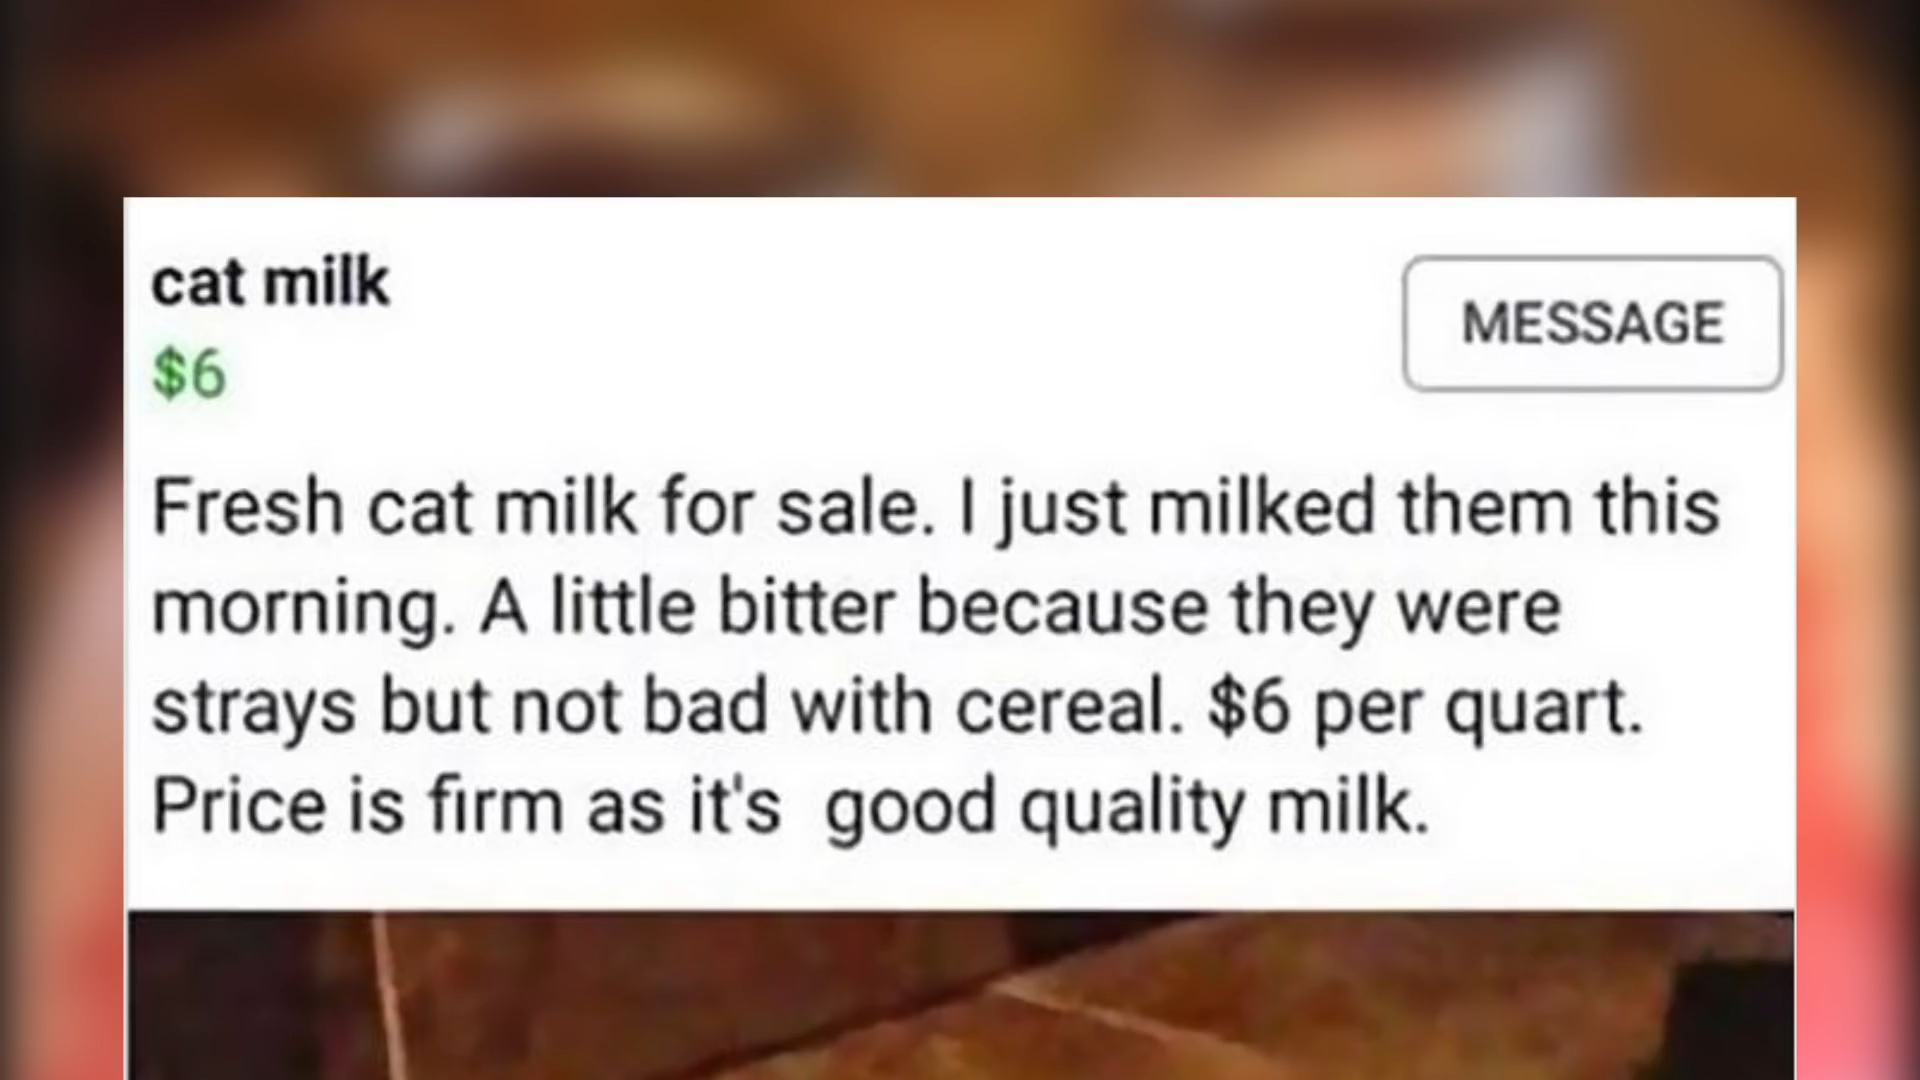 cat milk
$6
MESSAGE
Fresh cat milk for sale. I just milked them this
morning. A little bitter because they were
strays but not bad with cereal. $6 per quart.
Price is firm as it's  good quality milk.